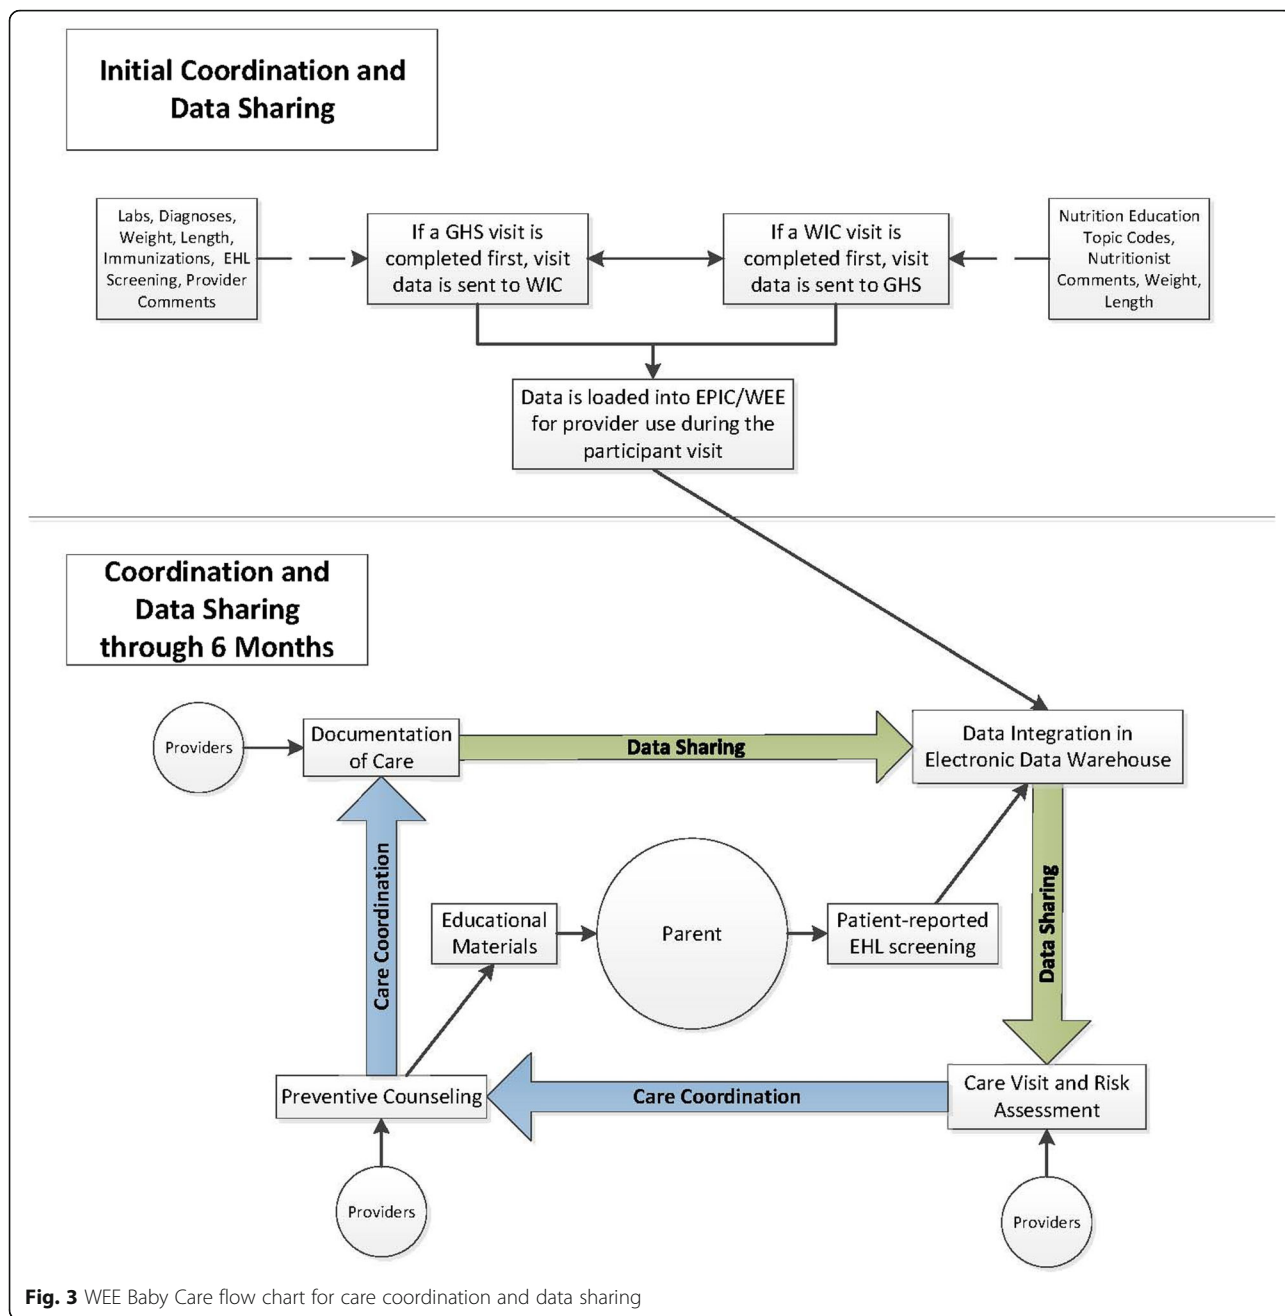 Initial Coordination and
Data Sharing
Labs, Diagnoses,
Weight, Length,
Immunizations, EHL
Screening, Provider
Comments
If a GHS visit is
completed first, visit
data is sent to WIC
If a WIC visit is
completed first, visit
data is sent to GHS
Nutrition Education
Topic Codes,
Nutritionist
Comments, Weight,
Length
Data is loaded into EPIC/WEE
for provider use during the
participant visit
Coordination and
Data Sharing
through 6 Months
Providers
Documentation
of Care
Data Sharing
Data Integration in
Electronic Data Warehouse
Care Coordination
Educational
Materials
Parent
Patient-reported
EHL screening
Data Sharing
Preventive Counseling
Care Coordination
Care Visit and Risk
Assessment
Providers
Providers
Fig. 3 WEE Baby Care flow chart for care coordination and data sharing